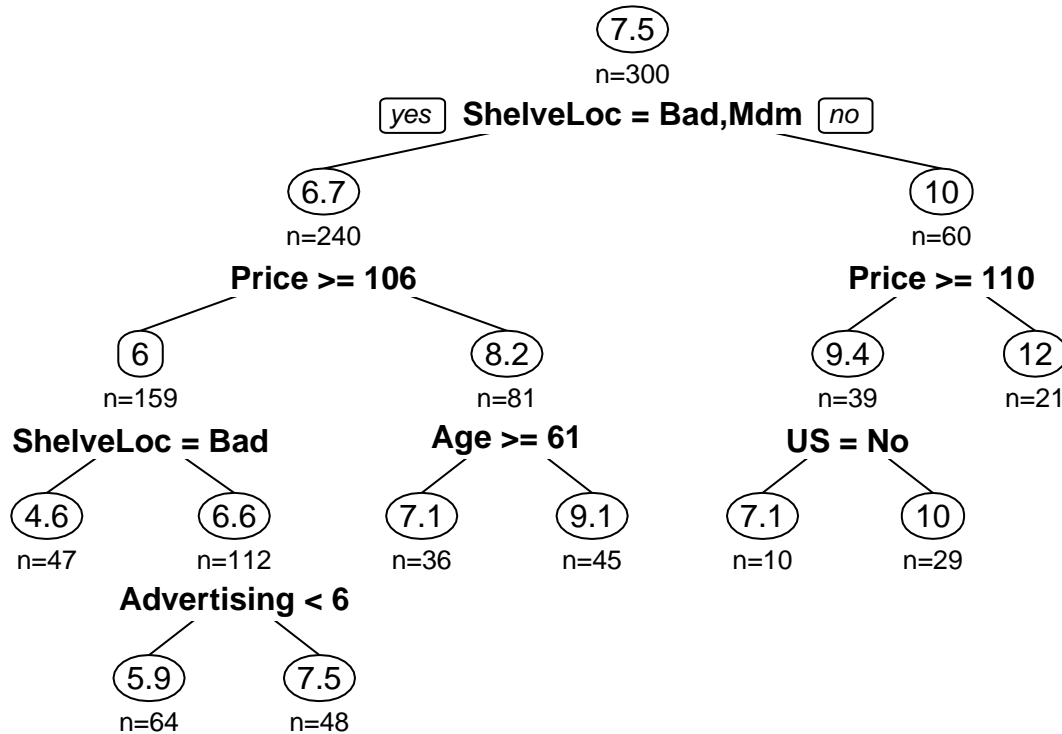 7.5
n=300
yes ShelveLoc = Bad,Mdm no
6.7 10
n=240 n=60
Price >= 106 Price >= 110
6 8.2 9.4 12
n=159 n=81 n=39 n=21
ShelveLoc = Bad Age >= 61 US = No
4.6 6.6 7.1 9.1 7.1 10
n=47 n=112 n=36 n=45 n=10 n=29
Advertising < 6
5.9 7.5
n=64 n=48